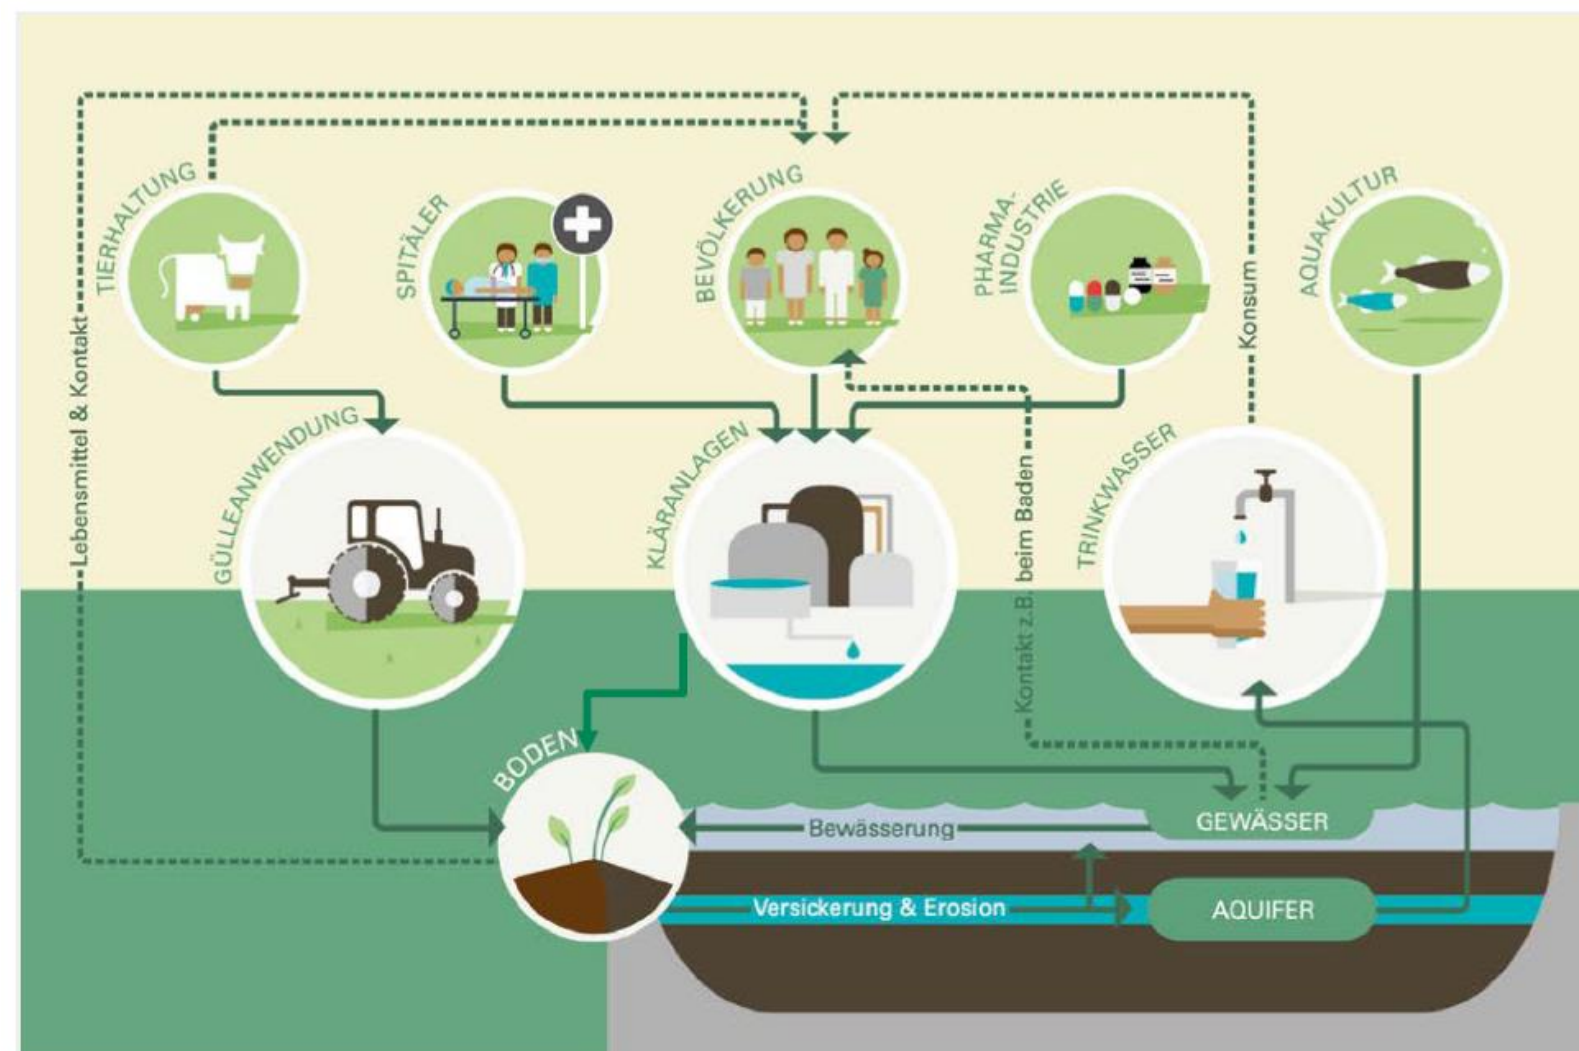 TIERHALTUNG
SPITÄLER
BEVÖLKERUNG
PHARMA-
INDUSTRIE
AQUAKULTUR
Lebensmittel & Kontakt
Konsum
GÜLLEANWENDUNG
KLÄRANLAGEN
Kontakt z.B. beim Baden
TRINKWASSER
BODEN
Bewässerung
GEWÄSSER
Versickerung & Erosion
AQUIFER